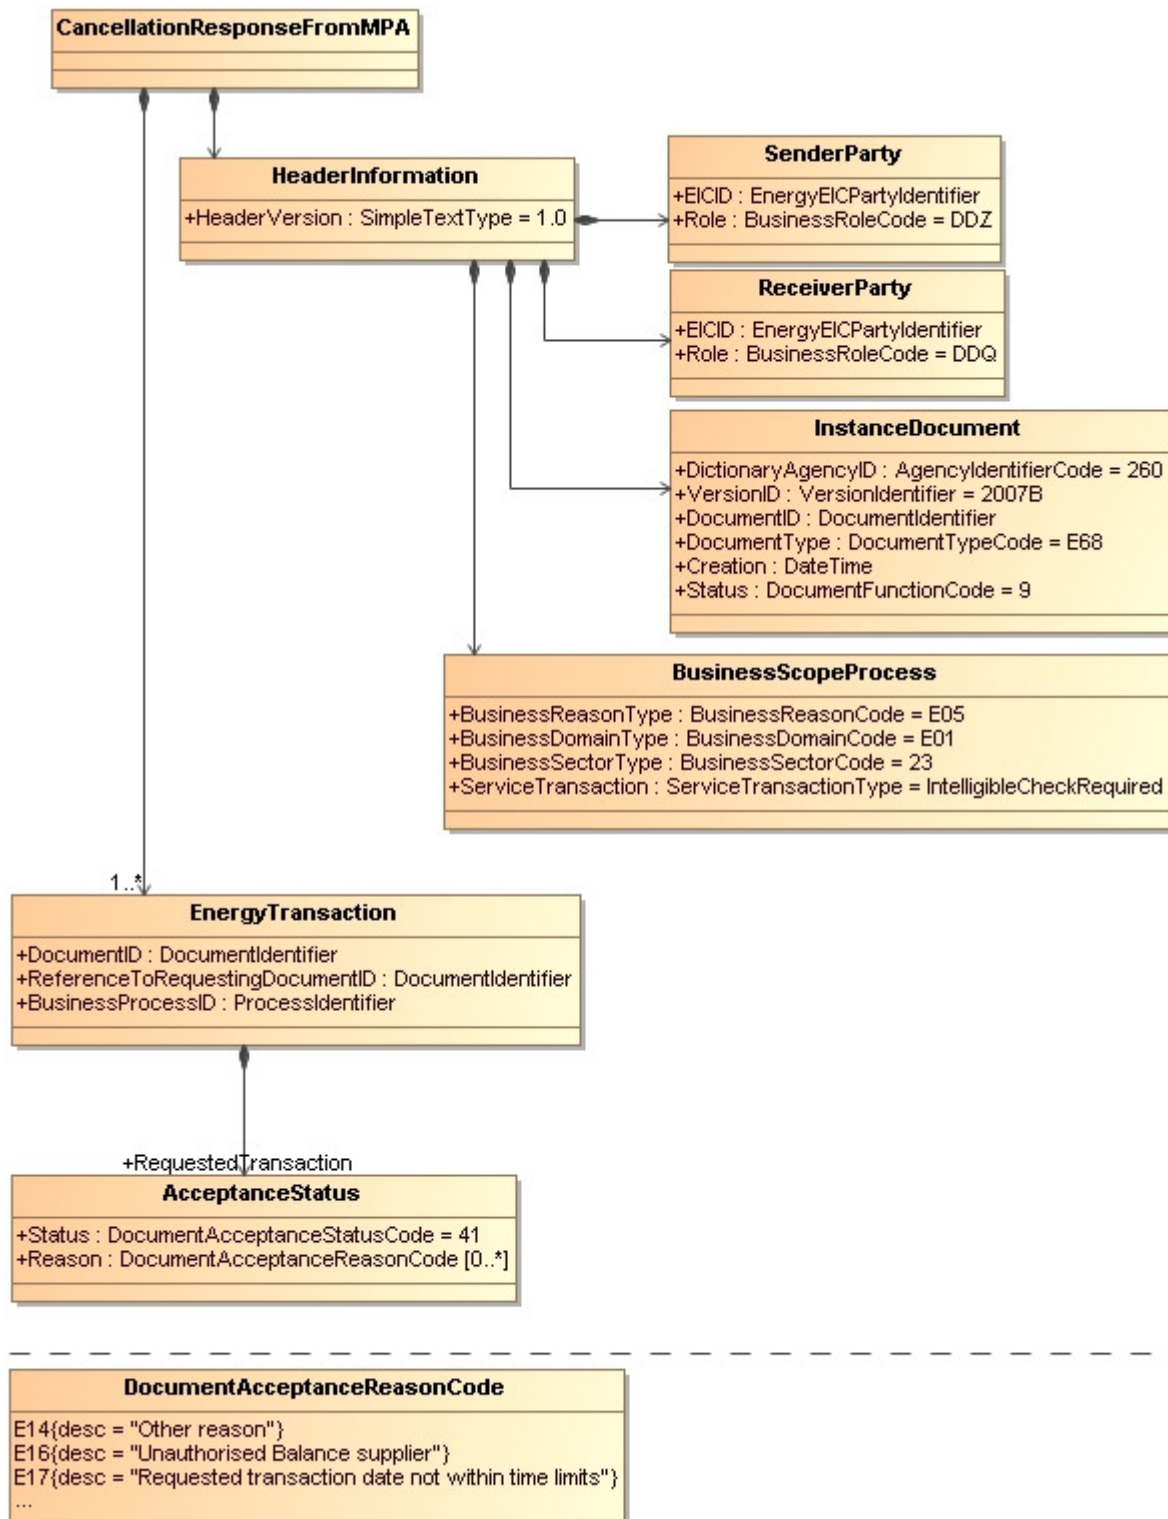 CancellationResponseFromMPA
HeaderInformation
+HeaderVersion : SimpleTextType = 1.0
SenderParty
+EICID : EnergyEICPartyIdentifier
+Role : BusinessRoleCode = DDZ
ReceiverParty
+EICID : EnergyEICPartyIdentifier
+Role : BusinessRoleCode = DDQ
InstanceDocument
+DictionaryAgencyID : AgencyIdentifierCode = 260
+VersionID : VersionIdentifier = 2007B
+DocumentID : DocumentIdentifier
+DocumentType : DocumentTypeCode = E68
+Creation : DateTime
+Status : DocumentFunctionCode = 9
BusinessScopeProcess
+BusinessReasonType : BusinessReasonCode = E05
+BusinessDomainType : BusinessDomainCode = E01
+BusinessSectorType : BusinessSectorCode = 23
+ServiceTransaction : ServiceTransactionType = IntelligibleCheckRequired
1..*
EnergyTransaction
+DocumentID : DocumentIdentifier
+ReferenceToRequestingDocumentID : DocumentIdentifier
+BusinessProcessID : ProcessIdentifier
+RequestedTransaction
AcceptanceStatus
+Status : DocumentAcceptanceStatusCode = 41
+Reason : DocumentAcceptanceReasonCode [0..*]
DocumentAcceptanceReasonCode
E14{desc = "Other reason"}
E16{desc = "Unauthorised Balance supplier"}
E17{desc = "Requested transaction date not within time limits"}
...